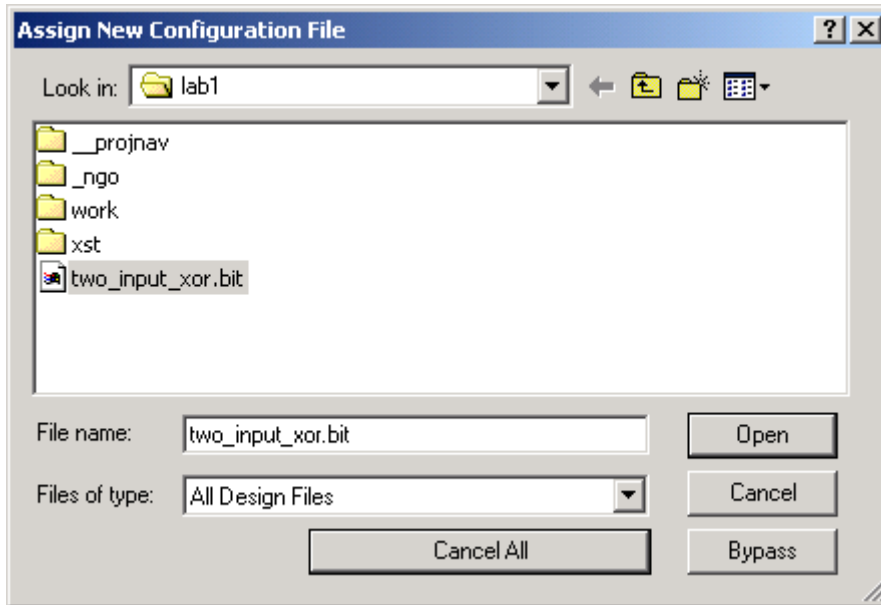 Assign New Configuration File
Look in: lab1
__projnav
_ngo
work
xst
two_input_xor.bit
File name: two_input_xor.bit Open
Files of type: All Design Files Cancel
Cancel All Bypass